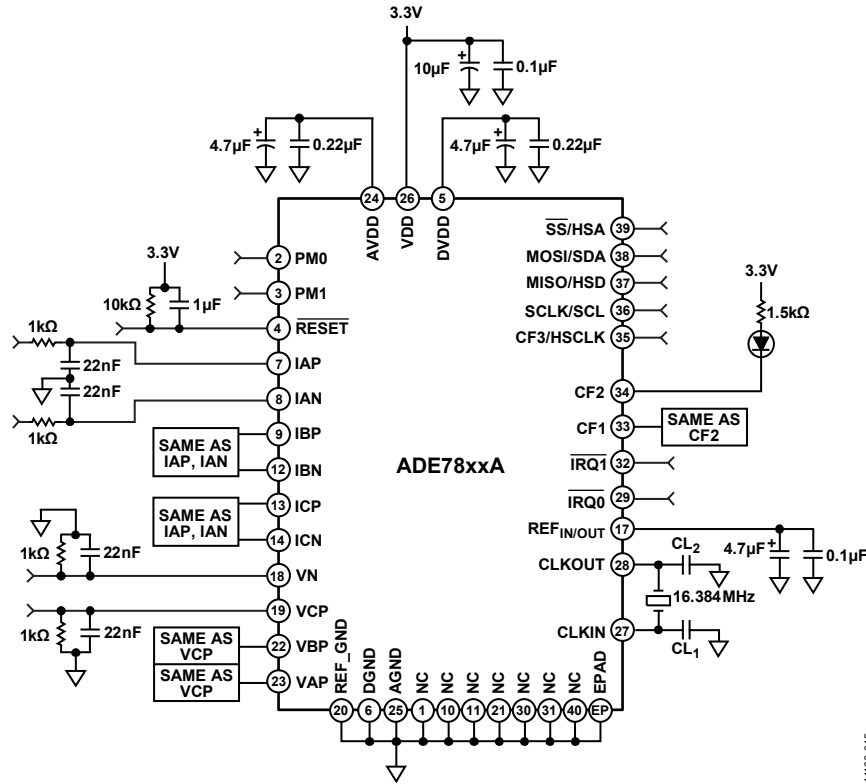 3.3V
10µF
+
0.1µF
4.7µF
+
0.22µF
4.7µF
+
0.22µF
24
26
5
AVDD
VDD
DVDD
3.3V
10kΩ
1µF
1kΩ
22nF
22nF
1kΩ
2 PM0
3 PM1
4 RESET
7 IAP
8 IAN
9 IBP
12 IBN
13 ICP
14 ICN
18 VN
19 VCP
22 VBP
23 VAP
SAME AS
IAP, IAN
SAME AS
IAP, IAN
1kΩ
22nF
1kΩ
22nF
SAME AS
VCP
SAME AS
VCP
ADE78xxA
SS/HSA 39
MOSI/SDA 38
MISO/HSD 37
SCLK/SCL 36
CF3/HSCLK 35
CF2 34
CF1 33
IRQ1 32
IRQ0 29
REFIN/OUT 17
CLKOUT 28
CLKIN 27
3.3V
1.5kΩ
SAME AS
CF2
4.7µF
+
0.1µF
CL2
16.384MHz
CL1
REF_GND
DGND
AGND
NC
NC
NC
NC
NC
NC
NC
EPAD
20
6
25
1
10
11
21
30
31
40
EP